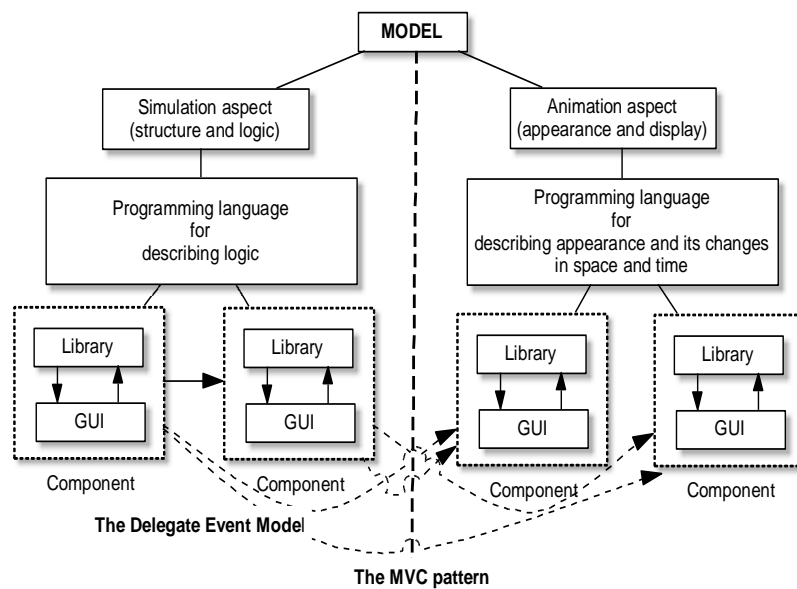 MODEL
Simulation aspect
(structure and logic)
Animation aspect
(appearance and display)
Programming language
for
describing logic
Programming language
for
describing appearance and its changes
in space and time
Library
GUI
Component
Library
GUI
Component
Library
GUI
Component
Library
GUI
Component
The Delegate Event Model
The MVC pattern